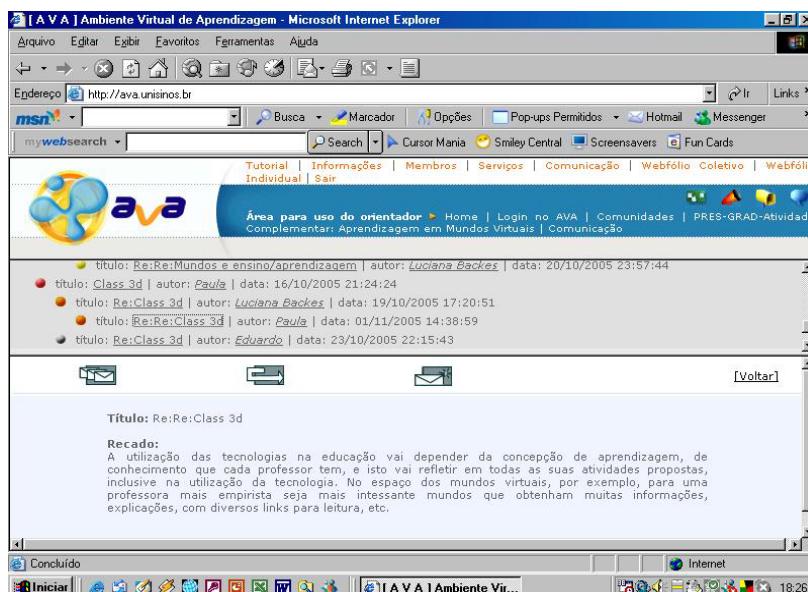 [ A V A ] Ambiente Virtual de Aprendizagem - Microsoft Internet Explorer
Arquivo Editar Exibir Favoritos Ferramentas Ajuda
Endereço http://ava.unisinos.br Ir Links
msn Busca Marcador Opções Pop-ups Permitidos Hotmail Messenger
mywebsearch Search Cursor Mania Smiley Central Screensavers Fun Cards
Tutorial | Informações | Membros | Serviços | Comunicação | Webfólio Coletivo | Webfóli
Individual | Sair
ava
Área para uso do orientador Home | Login no AVA | Comunidades | PRES-GRAD-Atividad
Complementar: Aprendizagem em Mundos Virtuais | Comunicação
título: Re:Re:Mundos e ensino/aprendizagem | autor: Luciana Backes | data: 20/10/2005 23:57:44
título: Class 3d | autor: Paula | data: 16/10/2005 21:24:24
título: Re:Class 3d | autor: Luciana Backes | data: 19/10/2005 17:20:51
título: Re:Re:Class 3d | autor: Paula | data: 01/11/2005 14:38:59
título: Re:Class 3d | autor: Eduardo | data: 23/10/2005 22:15:43
[Voltar]
Título: Re:Re:Class 3d
Recado:
A utilização das tecnologias na educação vai depender da concepção de aprendizagem, de
conhecimento que cada professor tem, e isto vai refletir em todas as suas atividades propostas,
inclusive na utilização da tecnologia. No espaço dos mundos virtuais, por exemplo, para uma
professora mais empirista seja mais intessante mundos que obtenham muitas informações,
explicações, com diversos links para leitura, etc.
Concluído Internet
Iniciar [ A V A ] Ambiente Vir... 18:26